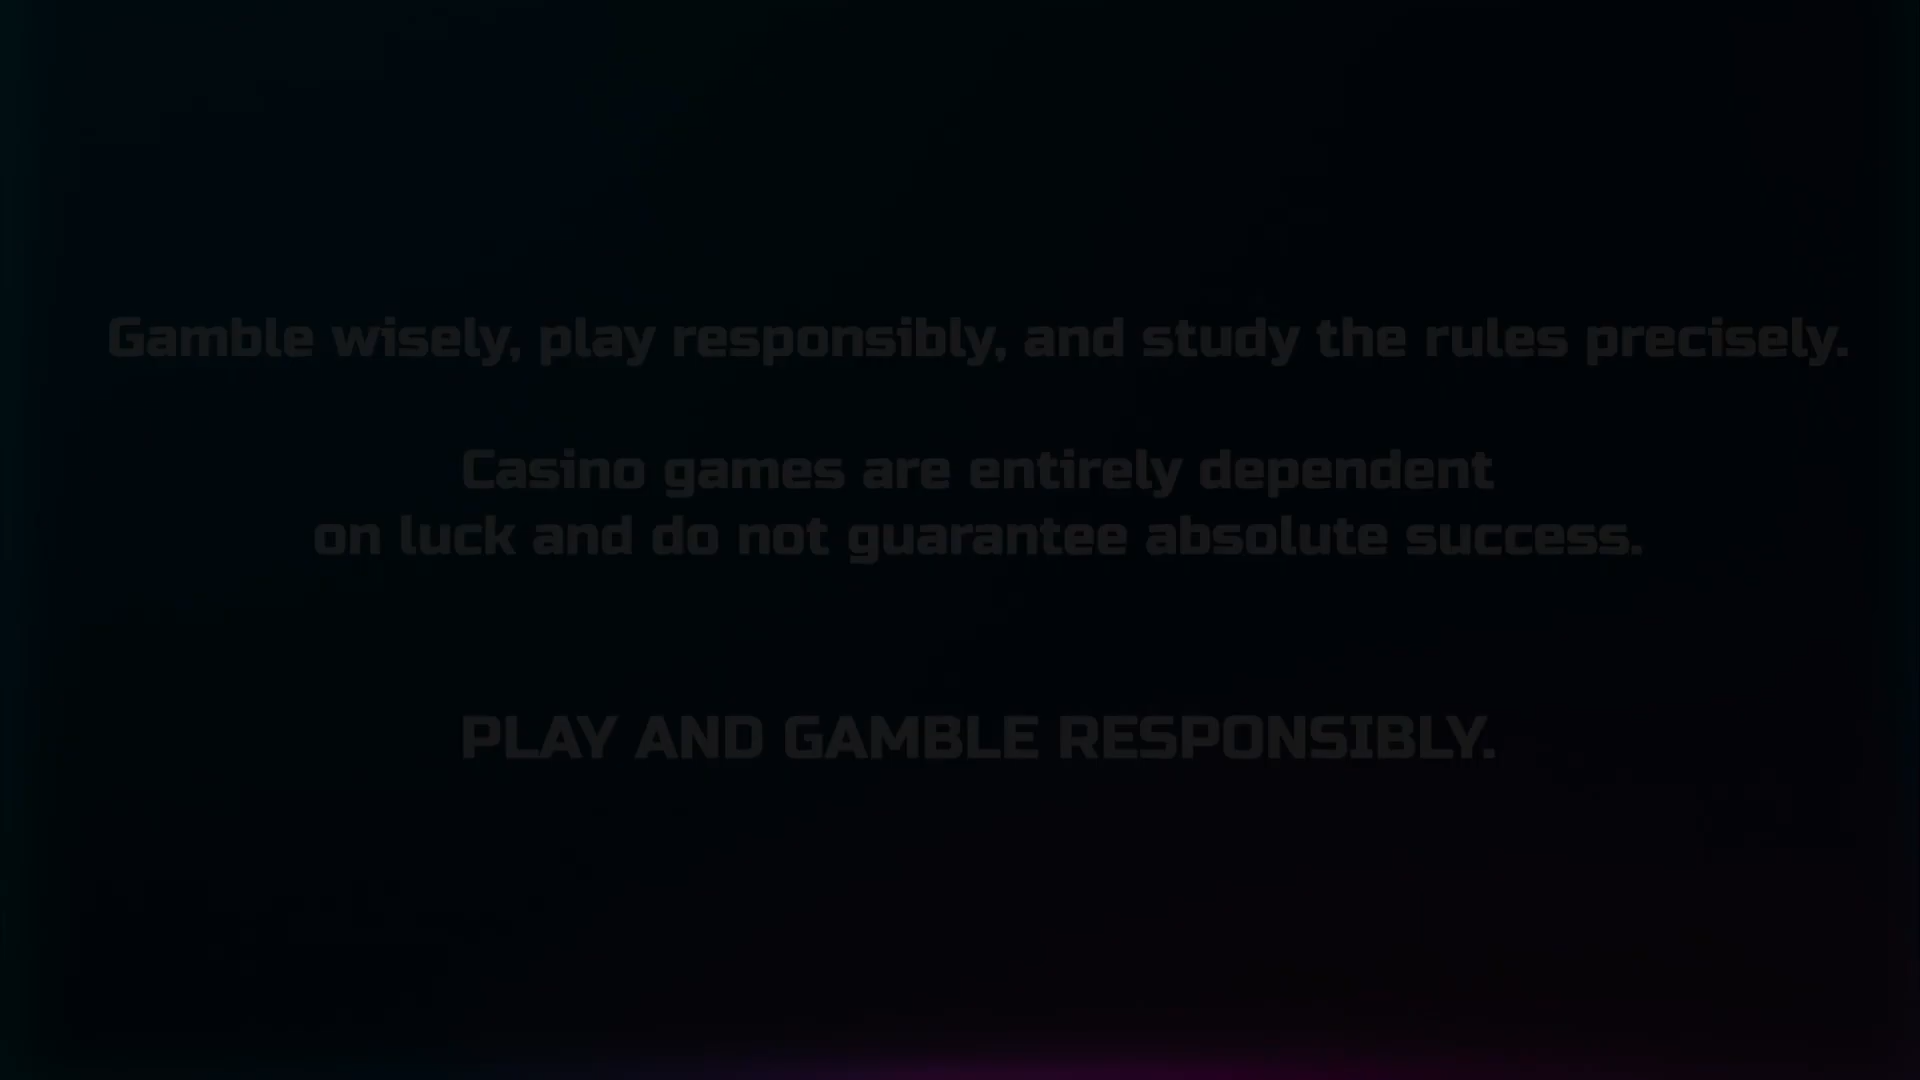 Gamble wisely, play responsibly, and study the rules precisely.
Casino games are entirely dependent
on luck and do not guarantee absolute success.
PLAY AND GAMBLE RESPONSIBLY.